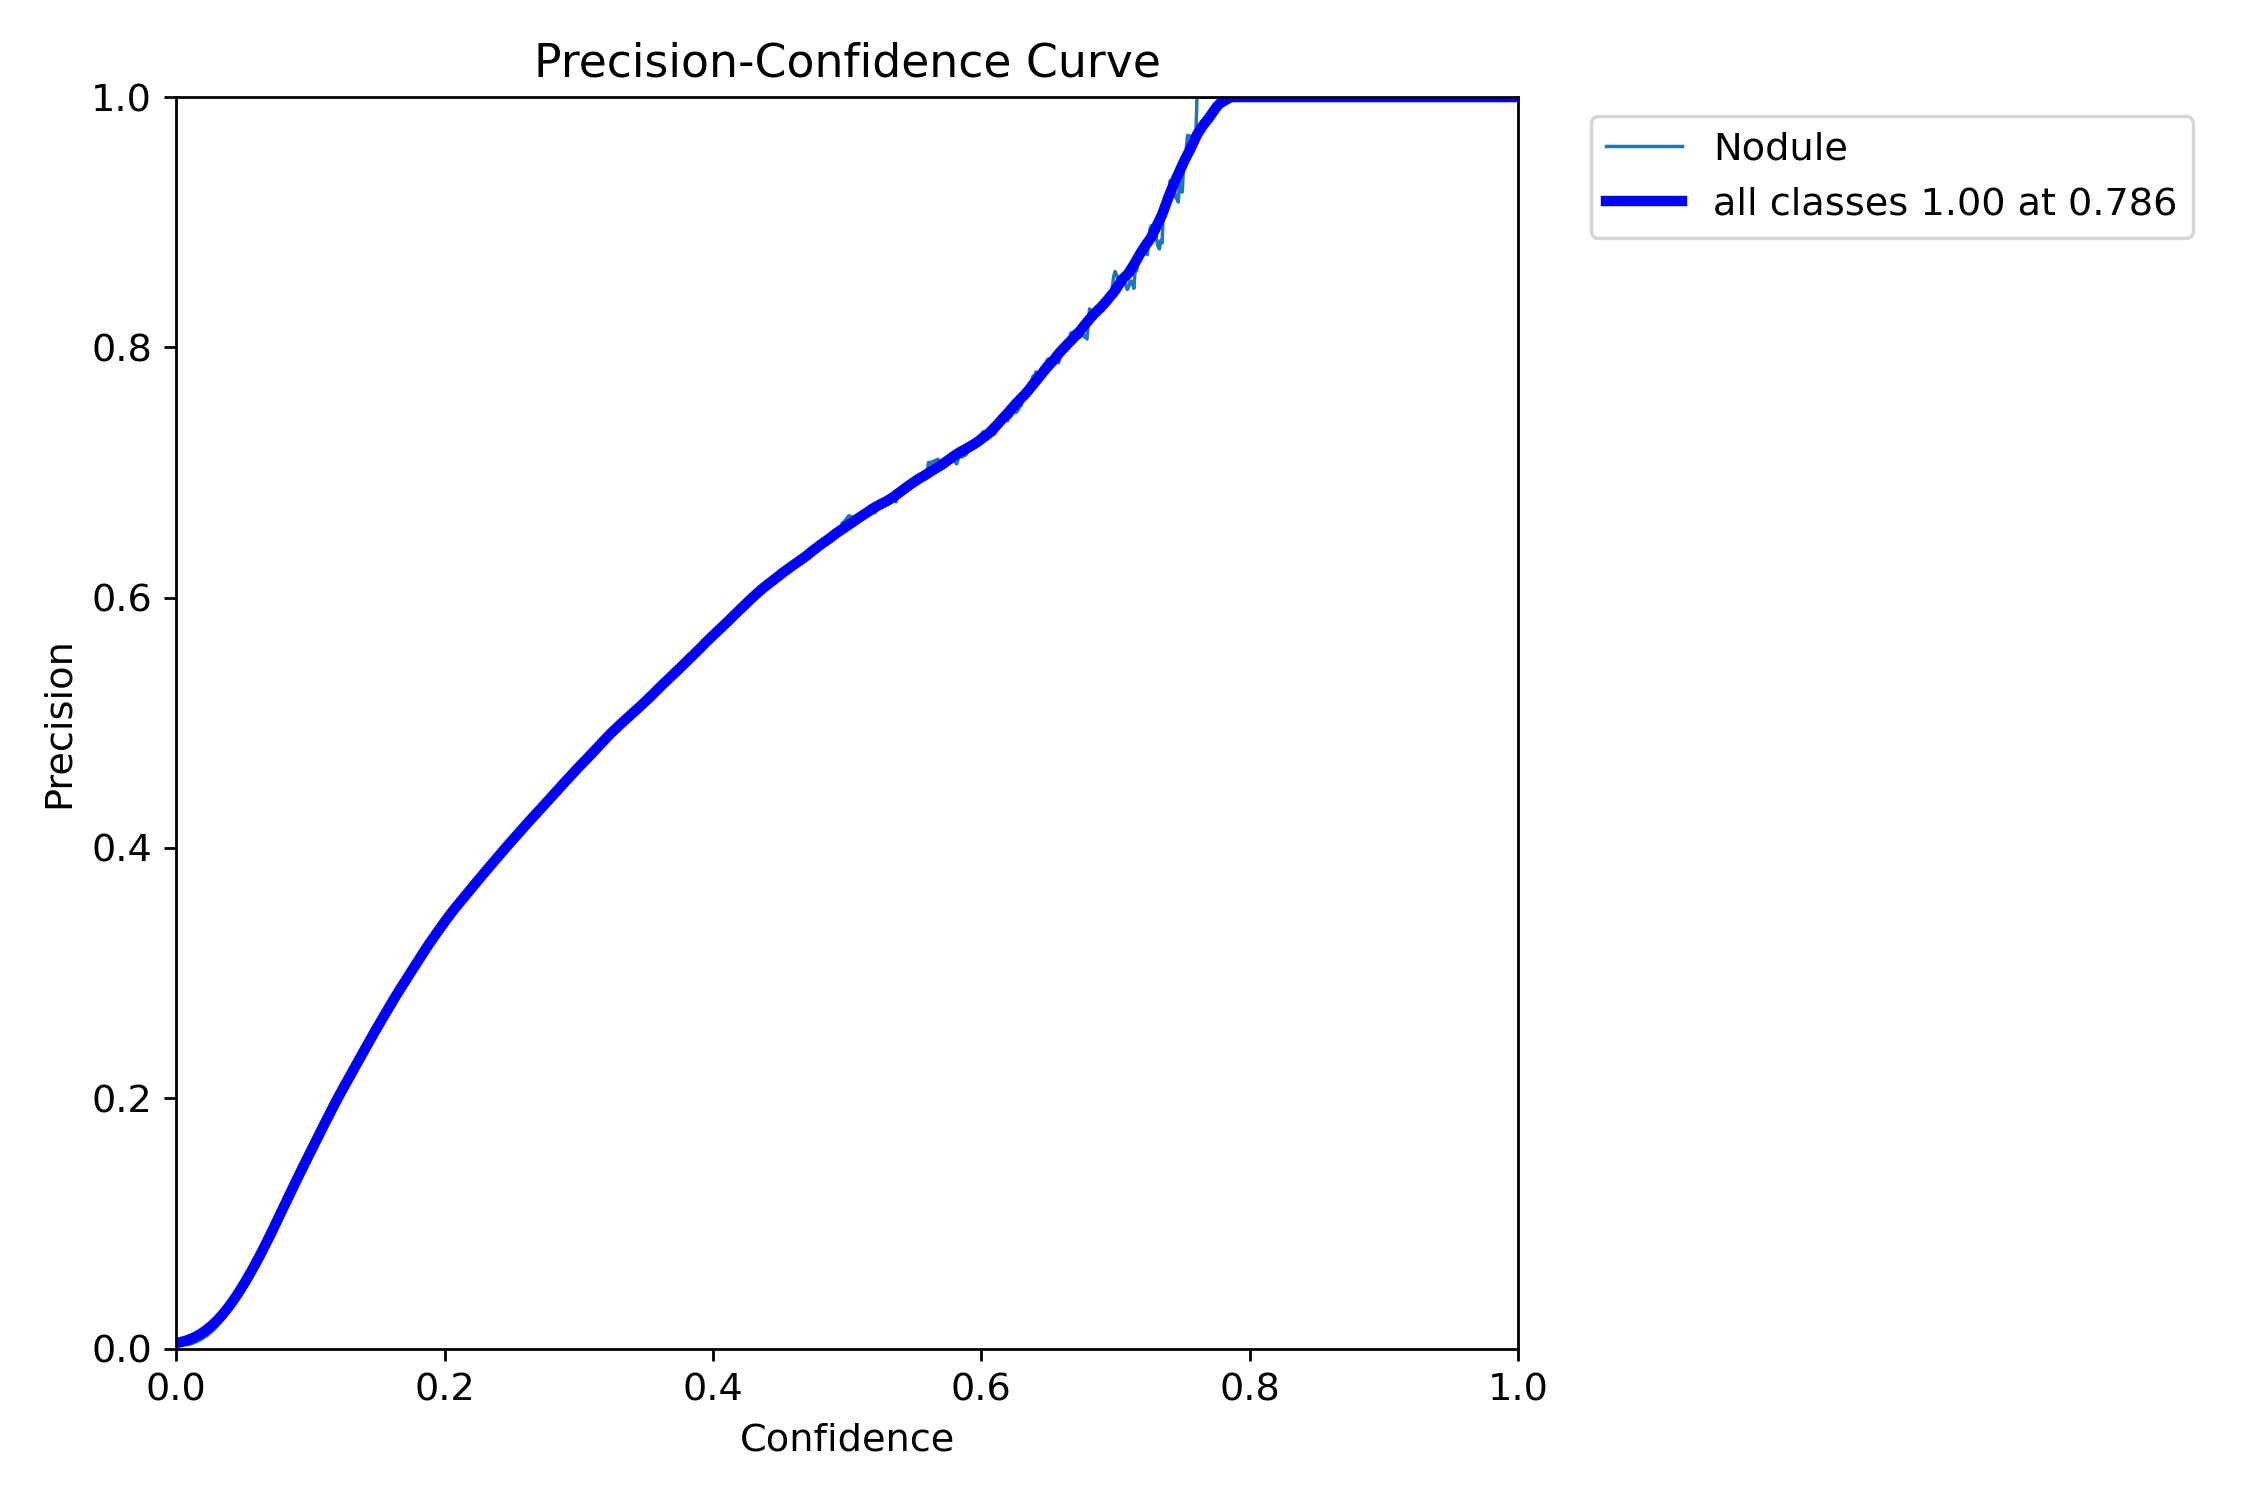 Precision-Confidence Curve
1.0
0.8
0.6
0.4
0.2
0.0
Precision
0.0 0.2 0.4 0.6 0.8 1.0
Confidence
Nodule
all classes 1.00 at 0.786